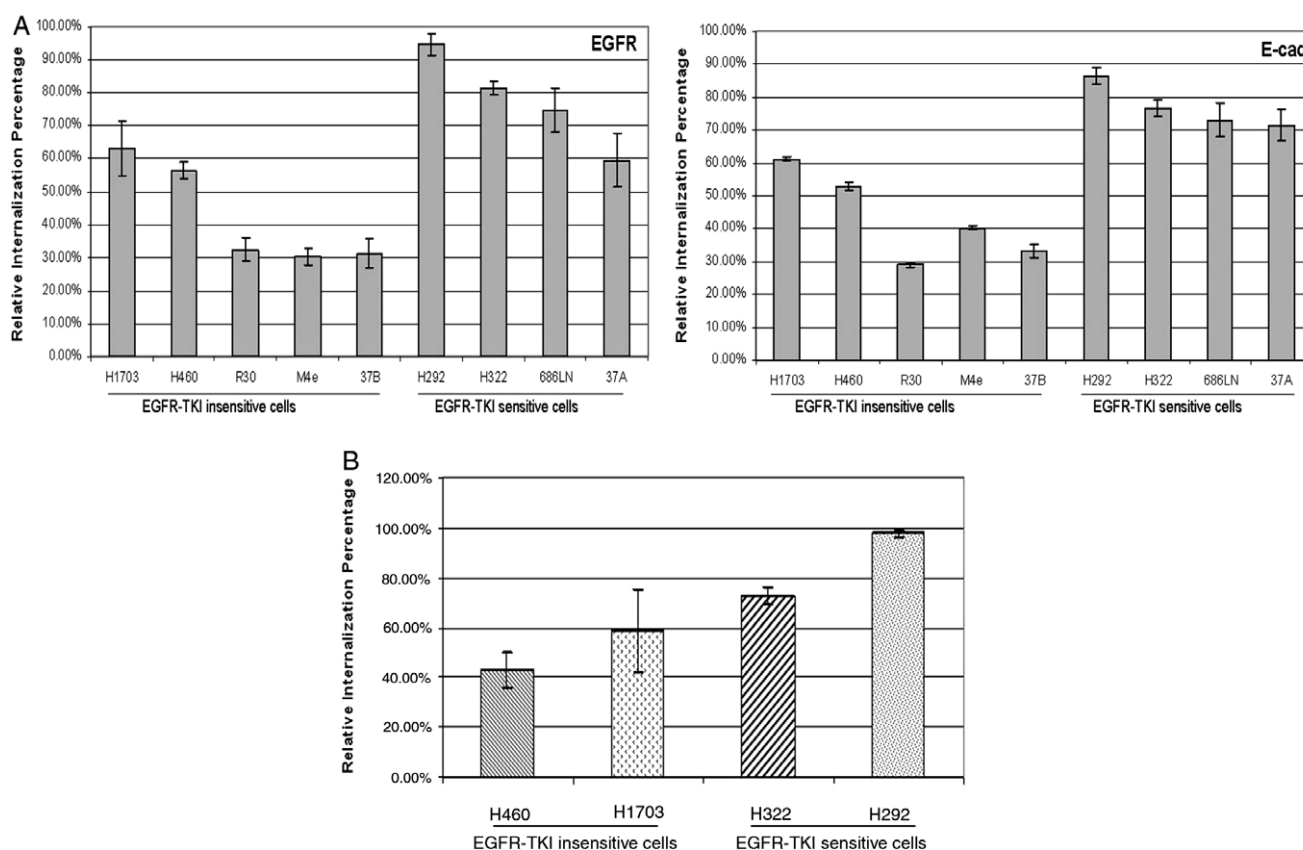 A
EGFR
Relative Internalization Percentage
100.00%
90.00%
80.00%
70.00%
60.00%
50.00%
40.00%
30.00%
20.00%
10.00%
0.00%
H1703 H460 R30 M4e 37B H292 H322 686LN 37A
EGFR-TKI insensitive cells EGFR-TKI sensitive cells
E-cad
Relative Internalization Percentage
100.00%
90.00%
80.00%
70.00%
60.00%
50.00%
40.00%
30.00%
20.00%
10.00%
0.00%
H1703 H460 R30 M4e 37B H292 H322 686LN 37A
EGFR-TKI insensitive cells EGFR-TKI sensitive cells
B
Relative Internalization Percentage
120.00%
100.00%
80.00%
60.00%
40.00%
20.00%
0.00%
H460 H1703 H322 H292
EGFR-TKI insensitive cells EGFR-TKI sensitive cells